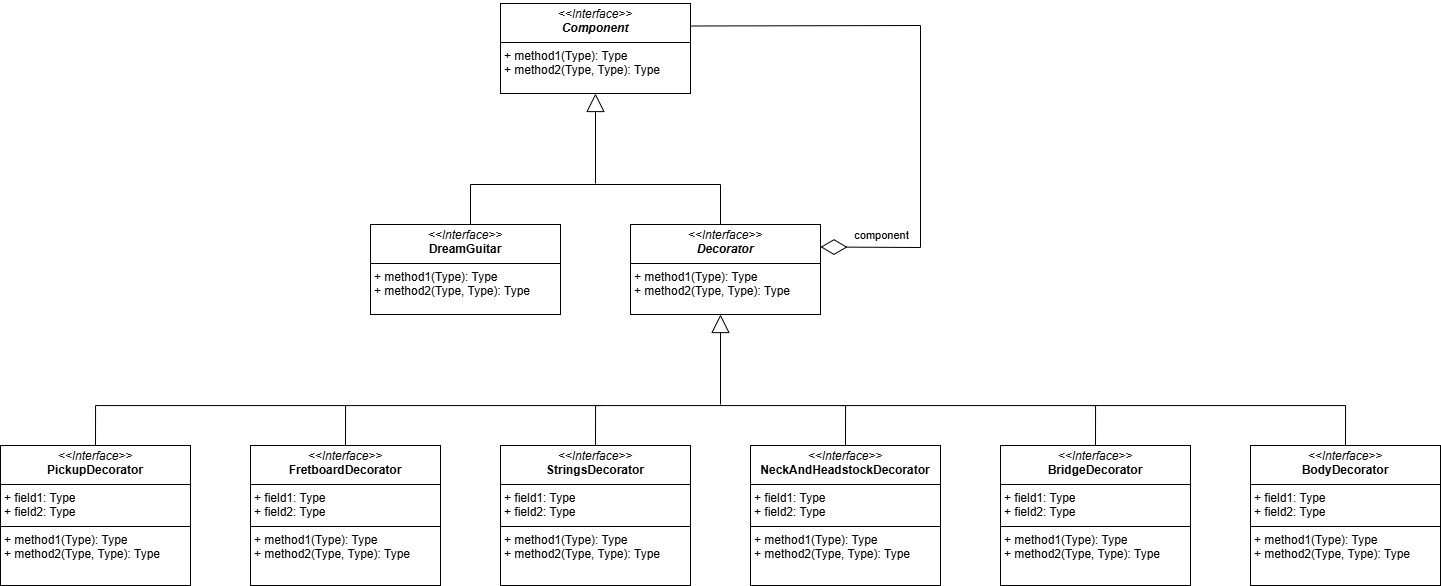 <<Interface>>
Component
+ method1(Type): Type
+ method2(Type, Type): Type
<<Interface>>
DreamGuitar
+ method1(Type): Type
+ method2(Type, Type): Type
<<Interface>>
Decorator
+ method1(Type): Type
+ method2(Type, Type): Type
component
<<Interface>>
PickupDecorator
+ field1: Type
+ field2: Type
+ method1(Type): Type
+ method2(Type, Type): Type
<<Interface>>
FretboardDecorator
+ field1: Type
+ field2: Type
+ method1(Type): Type
+ method2(Type, Type): Type
<<Interface>>
StringsDecorator
+ field1: Type
+ field2: Type
+ method1(Type): Type
+ method2(Type, Type): Type
<<Interface>>
NeckAndHeadstockDecorator
+ field1: Type
+ field2: Type
+ method1(Type): Type
+ method2(Type, Type): Type
<<Interface>>
BridgeDecorator
+ field1: Type
+ field2: Type
+ method1(Type): Type
+ method2(Type, Type): Type
<<Interface>>
BodyDecorator
+ field1: Type
+ field2: Type
+ method1(Type): Type
+ method2(Type, Type): Type